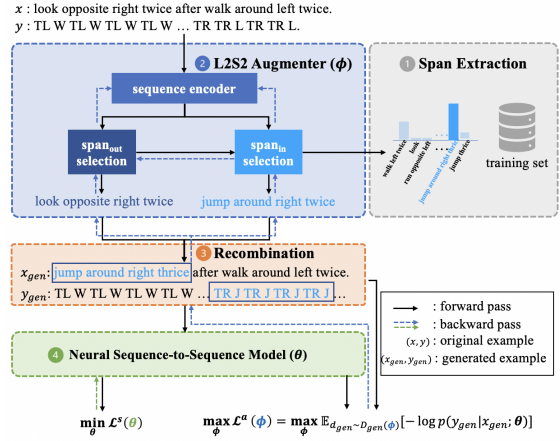 x : look opposite right twice after walk around left twice.
y : TL W TL W TL W TL W … TR TR L TR TR L.
2 L2S2 Augmenter (ϕ)
1 Span Extraction
sequence encoder
span_out selection
span_in selection
walk left twice
look
run opposite left
...
jump around right thrice
jump thrice
training set
look opposite right twice
jump around right twice
3 Recombination
x_gen: jump around right thrice after walk around left twice.
y_gen: TL W TL W TL W TL W … TR J TR J TR J TR J …
: forward pass
: backward pass
(x, y) : original example
(x_gen, y_gen) : generated example
4 Neural Sequence-to-Sequence Model (θ)
min_θ ℒ^s(θ)
max_ϕ ℒ^a (ϕ) = max_ϕ 𝔼_{d_gen~D_gen(ϕ)}[− log p(y_gen|x_gen; θ)]